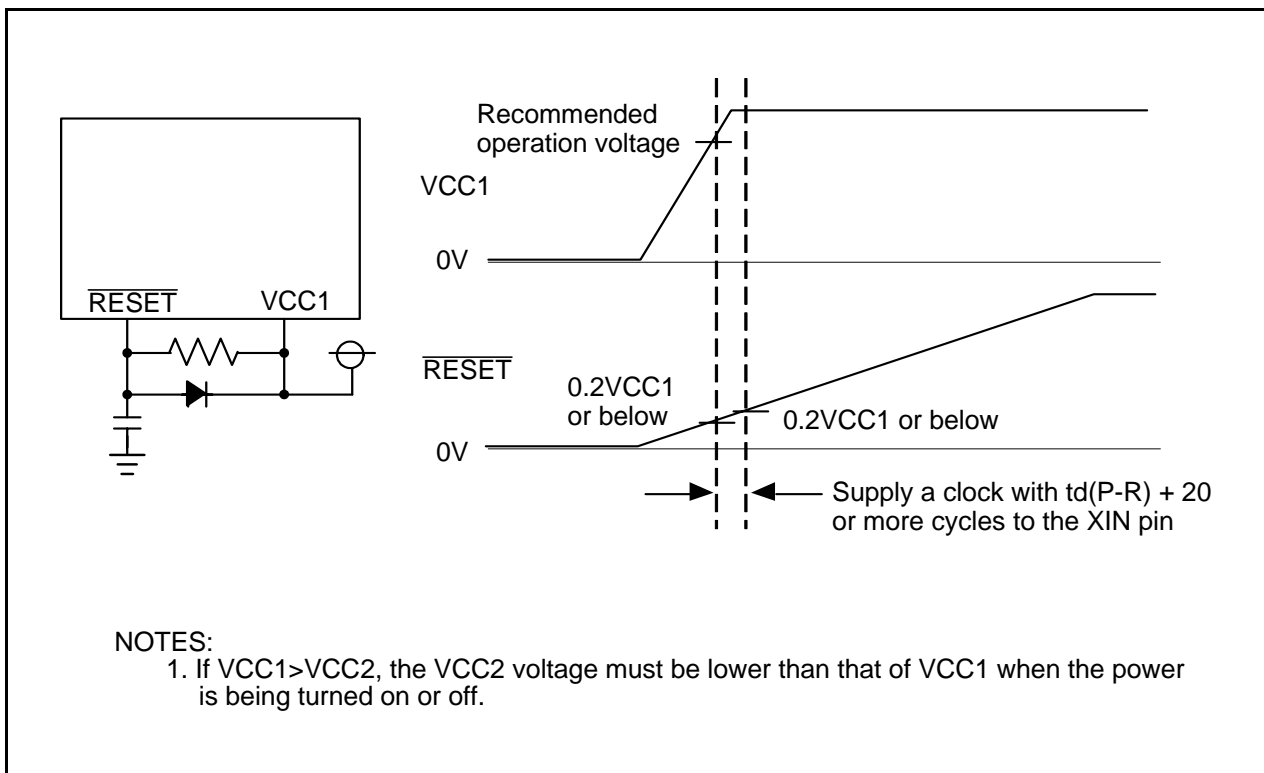 RESET
VCC1
Recommended
operation voltage
VCC1
0V
RESET
0.2VCC1
or below
0.2VCC1 or below
0V
Supply a clock with td(P-R) + 20
or more cycles to the XIN pin
NOTES:
1. If VCC1>VCC2, the VCC2 voltage must be lower than that of VCC1 when the power
is being turned on or off.